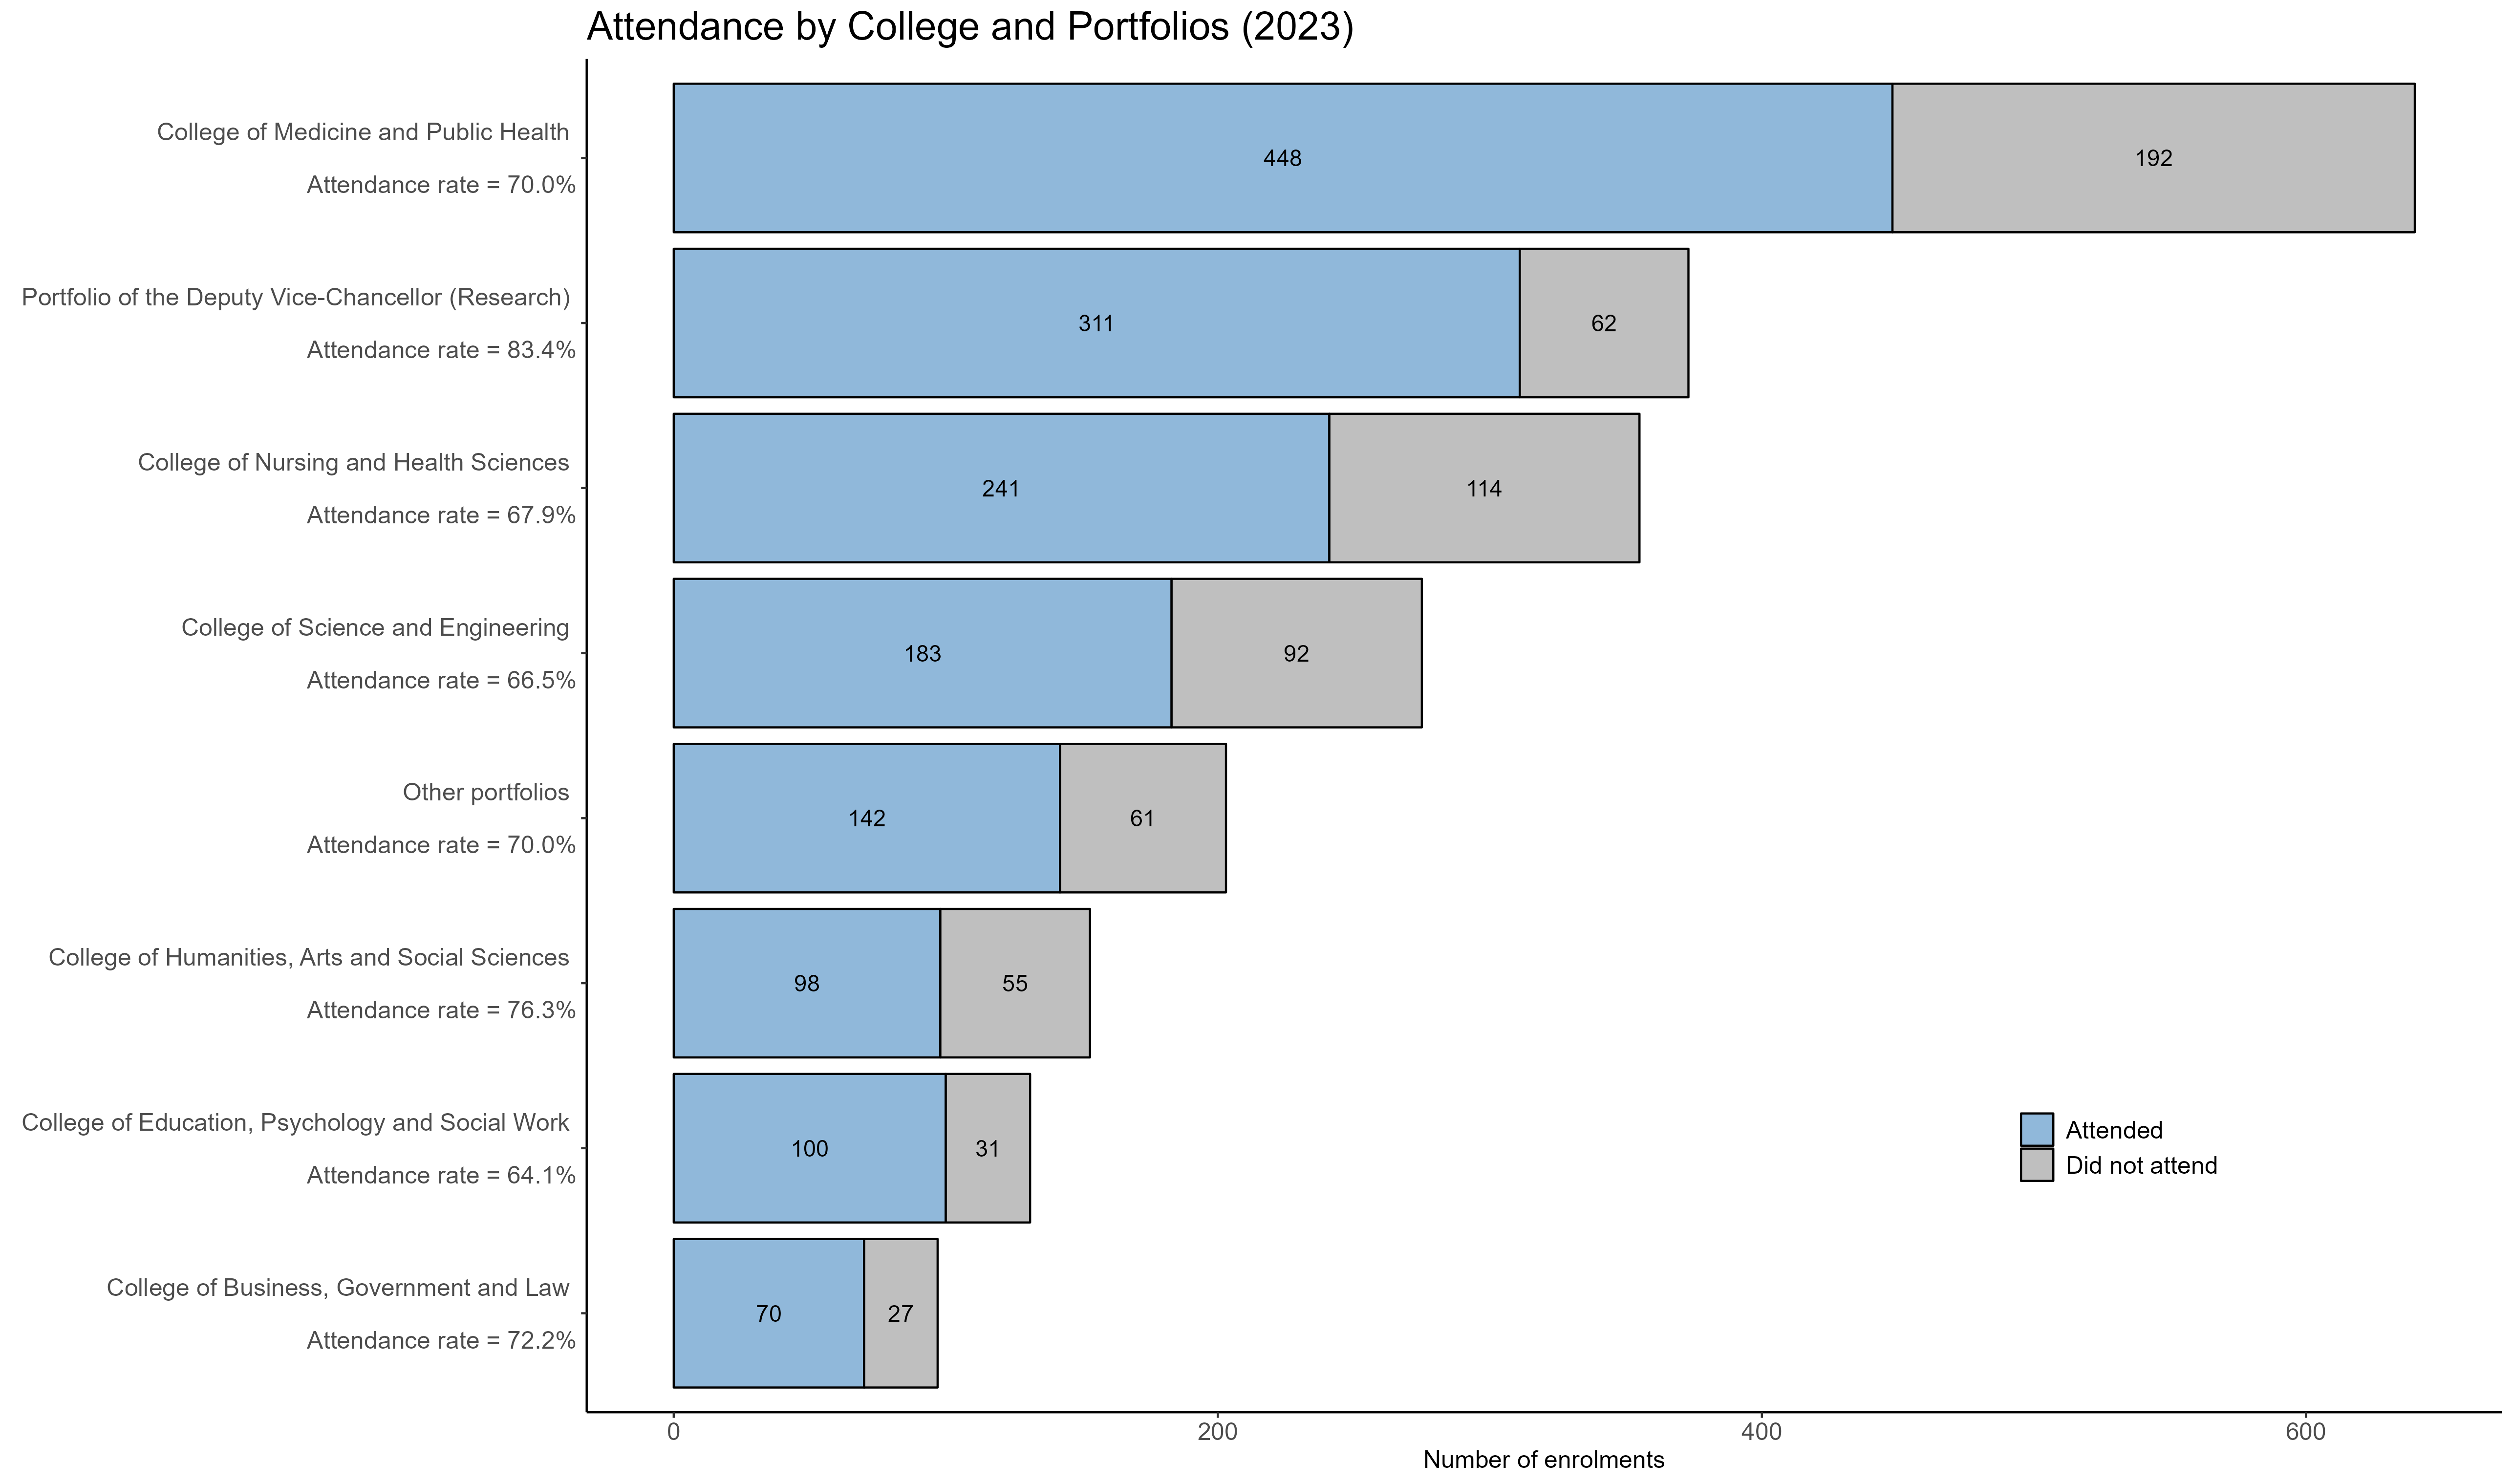 Attendance by College and Portfolios (2023)
College of Medicine and Public Health
Attendance rate = 70.0%
448
192
Portfolio of the Deputy Vice-Chancellor (Research)
Attendance rate = 83.4%
311
62
College of Nursing and Health Sciences
Attendance rate = 67.9%
241
114
College of Science and Engineering
Attendance rate = 66.5%
183
92
Other portfolios
Attendance rate = 70.0%
142
61
College of Humanities, Arts and Social Sciences
Attendance rate = 76.3%
98
55
College of Education, Psychology and Social Work
Attendance rate = 64.1%
100
31
College of Business, Government and Law
Attendance rate = 72.2%
70
27
Attended
Did not attend
0
200
400
600
Number of enrolments